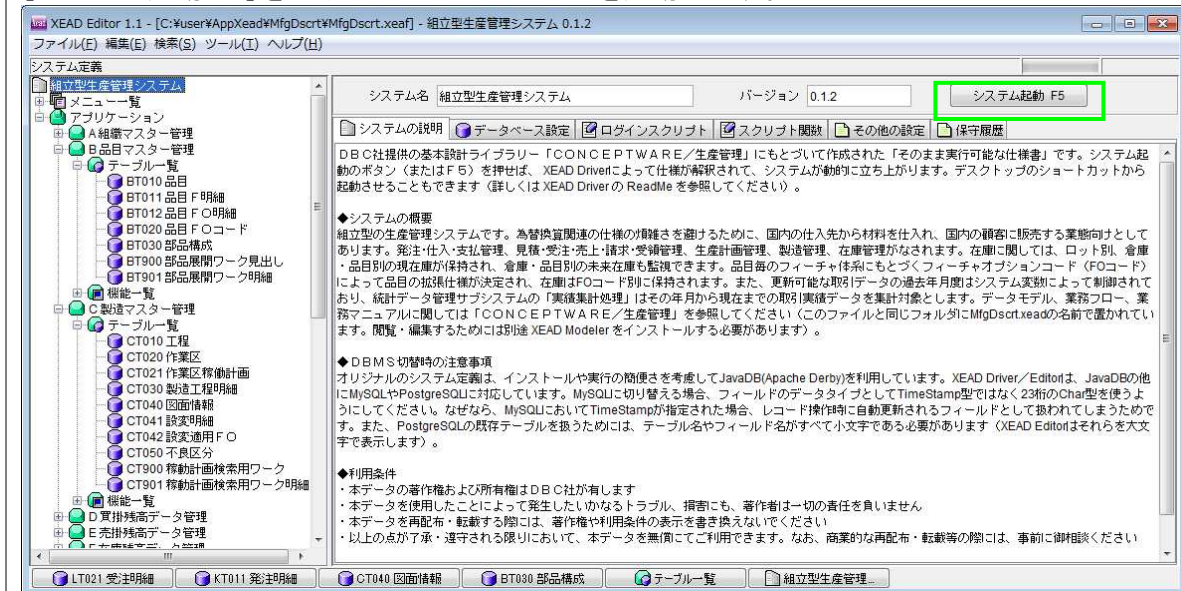 XEAD Editor 1.1 - [C:¥user¥AppXead¥MfgDscrt¥MfgDscrt.xeaf] - 組立型生産管理システム 0.1.2
ファイル(F) 編集(E) 検索(S) ツール(T) ヘルプ(H)
システム定義
組立型生産管理システム
メニュー一覧
アプリケーション
A 組織マスター管理
B 品目マスター管理
テーブル一覧
BT010 品目
BT011 品目Ｆ明細
BT012 品目ＦＯ明細
BT020 品目ＦＯコード
BT030 部品構成
BT900 部品展開ワーク見出し
BT901 部品展開ワーク明細
機能一覧
C 製造マスター管理
テーブル一覧
CT010 工程
CT020 作業区
CT021 作業区稼働計画
CT030 製造工程明細
CT040 図面情報
CT041 設変明細
CT042 設変適用ＦＯ
CT050 不良区分
CT900 稼動計画検索用ワーク
CT901 稼動計画検索用ワーク明細
機能一覧
D 買掛残高データ管理
E 売掛残高データ管理
システム名 組立型生産管理システム バージョン 0.1.2 システム起動 F5
システムの説明 データベース設定 ログインスクリプト スクリプト関数 その他の設定 保守履歴
ＤＢＣ社提供の基本設計ライブラリー「ＣＯＮＣＥＰＴＷＡＲＥ／生産管理」にもとづいて作成された「そのまま実行可能な仕様書」です。システム起
動のボタン（またはＦ５）を押せば、 XEAD Driverによって仕様が解釈されて、システムが動的に立ち上がります。デスクトップのショートカットから
起動させることもできます（詳しくは XEAD Driver の ReadMe を参照してください）。
◆システムの概要
組立型の生産管理システムです。為替換算関連の仕様の煩雑さを避けるために、国内の仕入先から材料を仕入れ、国内の顧客に販売する業態向けとして
あります。発注･仕入･支払管理、見積･受注･売上･請求･受領管理、生産計画管理、製造管理、在庫管理がなされます。在庫に関しては、ロット別、倉庫
・品目別の現在庫が保持され、倉庫・品目別の未来在庫も監視できます。品目毎のフィーチャ体系にもとづくフィーチャオプションコード（FOコード）
によって品目の拡張仕様が決定され、在庫はFOコード別に保持されます。また、更新可能な取引データの過去年月度はシステム変数によって制御されて
おり、統計データ管理サブシステムの「実績集計処理」はその年月から現在までの取引実績データを集計対象とします。データモデル、業務フロー、業
務マニュアルに関しては「ＣＯＮＣＥＰＴＷＡＲＥ／生産管理」を参照してください（このファイルと同じフォルダにMfgDscrt.xeadの名前で置かれてい
ます。閲覧・編集するためには別途 XEAD Modeler をインストールする必要があります）。
◆ＤＢＭＳ切替時の注意事項
オリジナルのシステム定義は、インストールや実行の簡便さを考慮してJavaDB(Apache Derby)を利用しています。XEAD Driver／Editorは、JavaDBの他
にMySQLやPostgreSQLに対応しています。MySQLに切り替える場合、フィールドのデータタイプとしてTimeStamp型ではなく23桁のChar型を使うよ
うにしてください。なぜなら、MySQLにおいてTimeStampが指定された場合、レコード操作時に自動更新されるフィールドとして扱われてしまうためで
す。また、PostgreSQLの既存テーブルを扱うためには、テーブル名やフィールド名がすべて小文字である必要があります（XEAD Editorはそれらを大文
字で表示します）。
◆利用条件
・本データの著作権および所有権はＤＢＣ社が有します
・本データを使用したことによって発生したいかなるトラブル、損害にも、著作者は一切の責任を負いません
・本データを再配布・転載する際には、著作権や利用条件の表示を書き換えないでください
・以上の点が了承・遵守される限りにおいて、本データを無償にてご利用できます。なお、商業的な再配布・転載等の際には、事前に御相談ください
LT021 受注明細 KT011 発注明細 CT040 図面情報 BT030 部品構成 テーブル一覧 組立型生産管理...